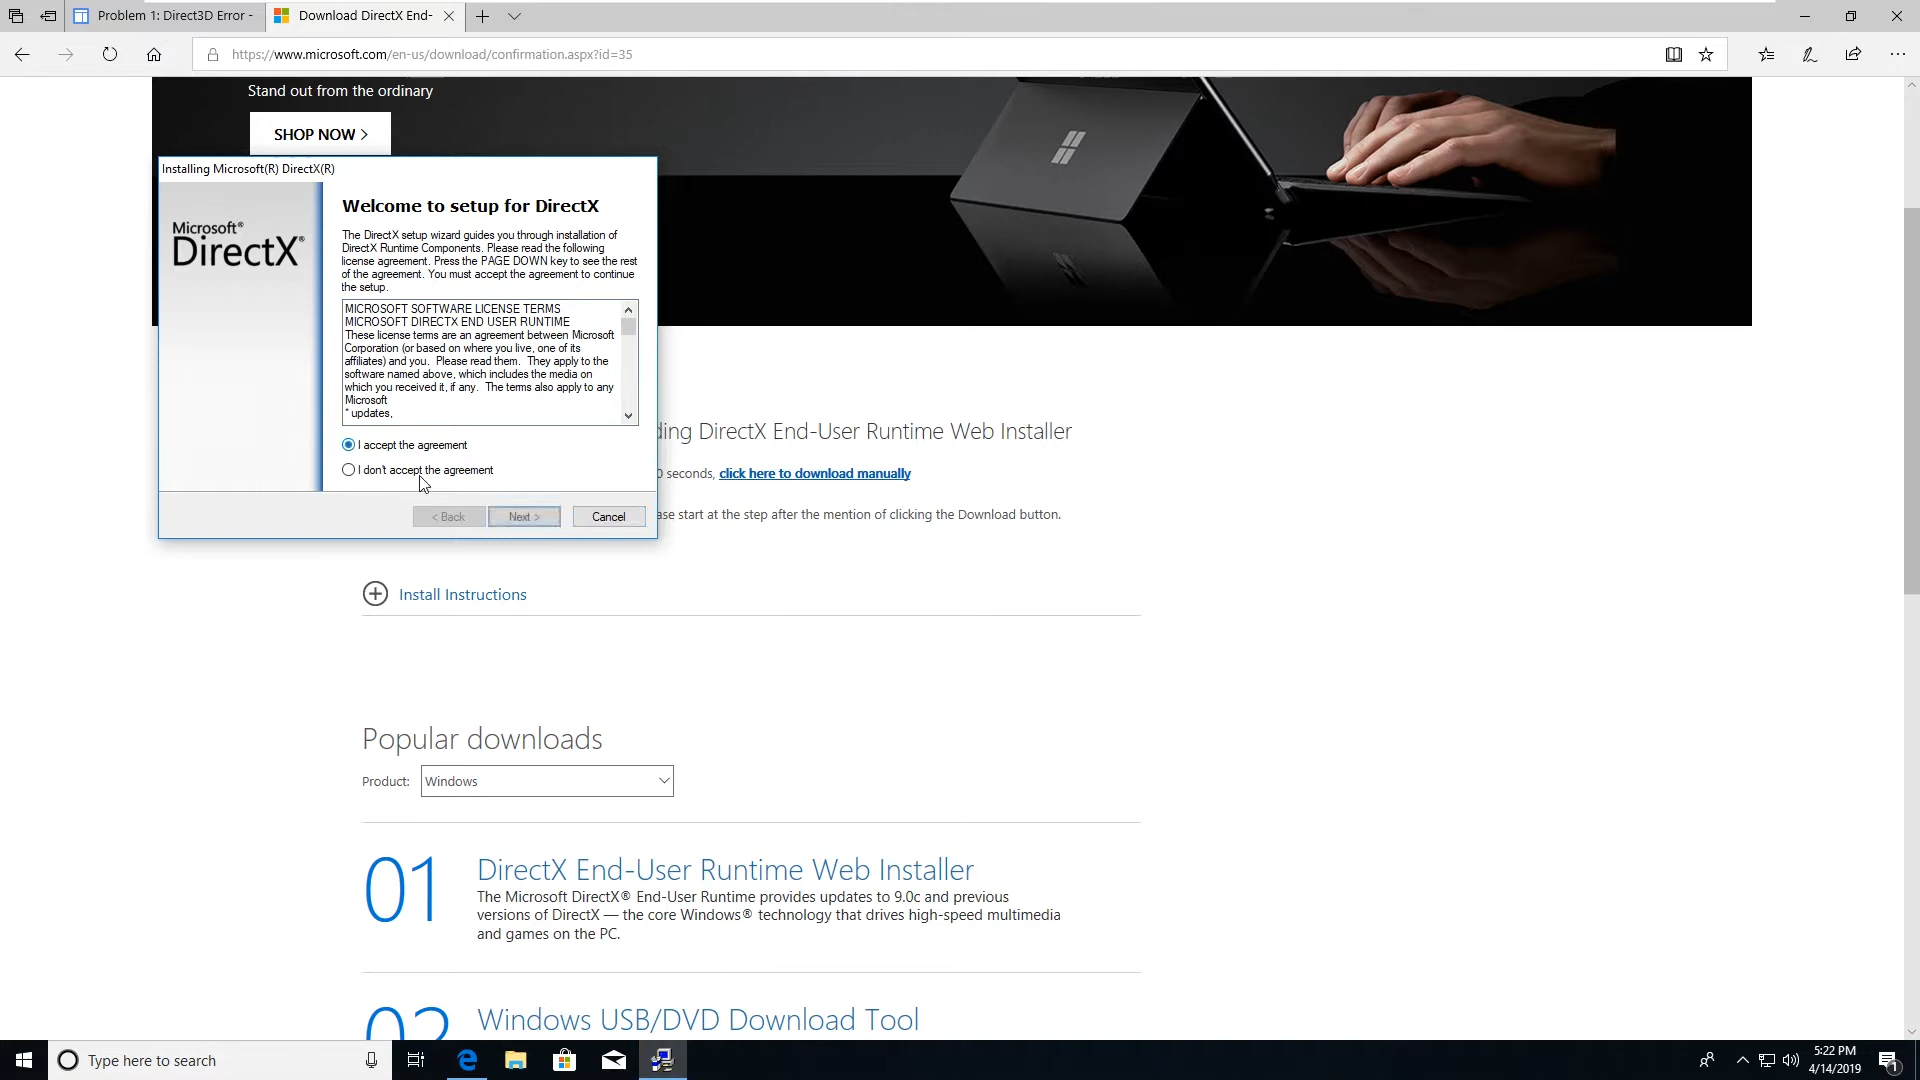 Problem 1: Direct3D Error -
Download DirectX End-
https://www.microsoft.com/en-us/download/confirmation.aspx?id=35
Stand out from the ordinary
SHOP NOW >
Installing Microsoft(R) DirectX(R)
Microsoft®
DirectX®
Welcome to setup for DirectX
The DirectX setup wizard guides you through installation of
DirectX Runtime Components. Please read the following
license agreement. Press the PAGE DOWN key to see the rest
of the agreement. You must accept the agreement to continue
the setup.
MICROSOFT SOFTWARE LICENSE TERMS
MICROSOFT DIRECTX END USER RUNTIME
These license terms are an agreement between Microsoft
Corporation (or based on where you live, one of its
affiliates) and you. Please read them. They apply to the
software named above, which includes the media on
which you received it, if any. The terms also apply to any
Microsoft
* updates,
I accept the agreement
I don't accept the agreement
< Back
Next >
Cancel
ding DirectX End-User Runtime Web Installer
0 seconds, click here to download manually
ase start at the step after the mention of clicking the Download button.
Install Instructions
Popular downloads
Product:
Windows
01
DirectX End-User Runtime Web Installer
The Microsoft DirectX® End-User Runtime provides updates to 9.0c and previous
versions of DirectX — the core Windows® technology that drives high-speed multimedia
and games on the PC.
02
Windows USB/DVD Download Tool
Type here to search
5:22 PM
4/14/2019
1